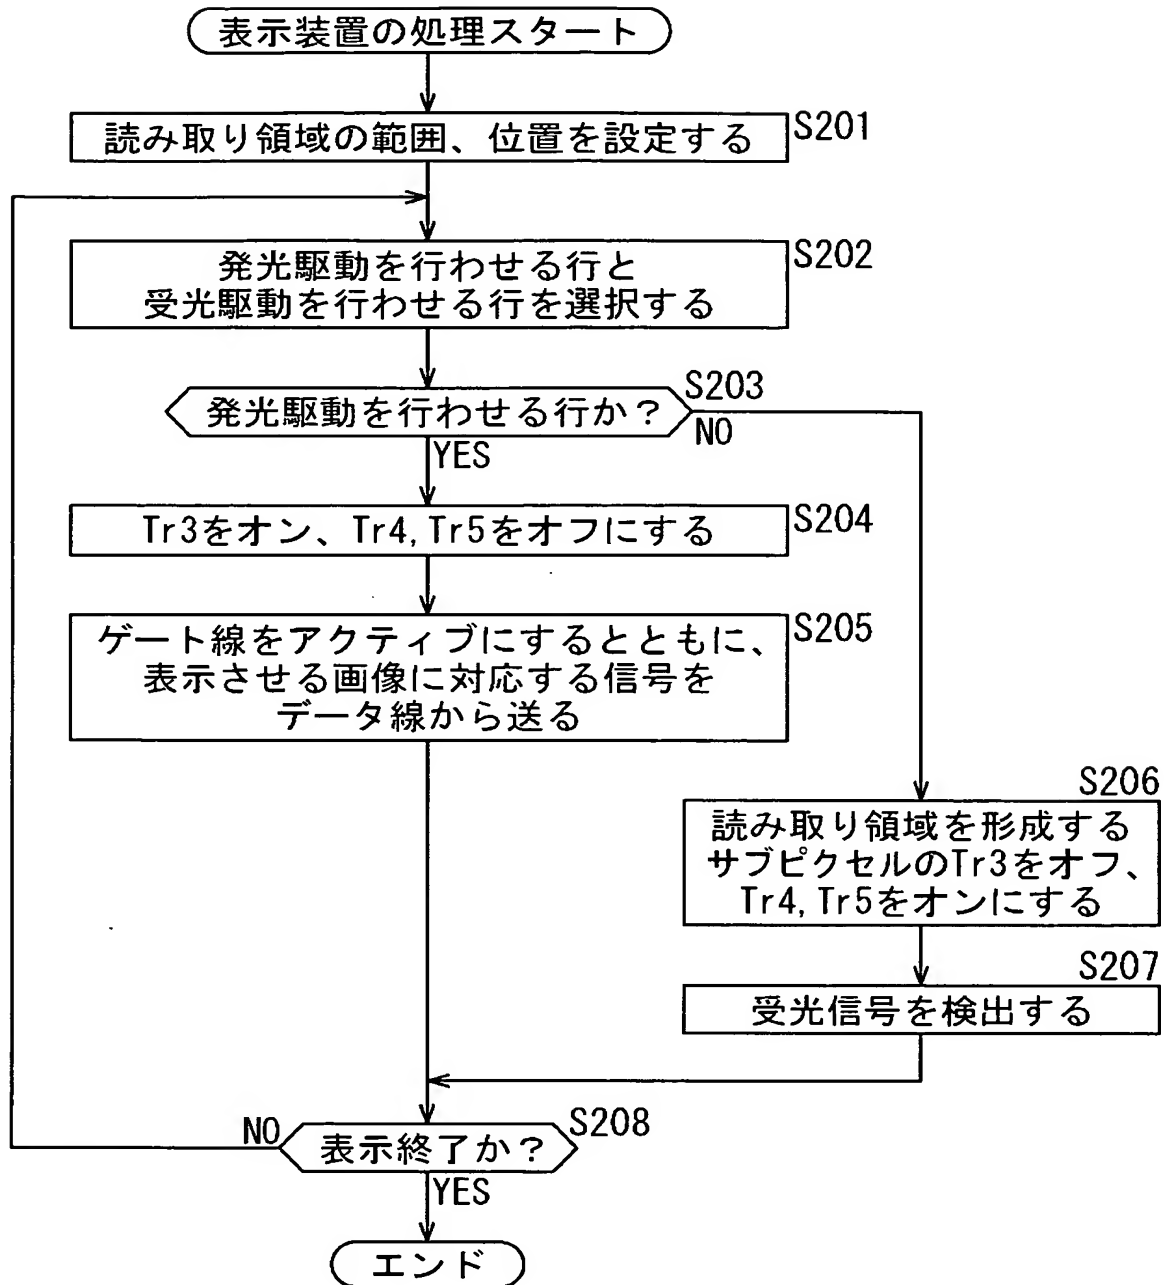 表示装置の処理スタート
読み取り領域の範囲、位置を設定する
S201
発光駆動を行わせる行と
受光駆動を行わせる行を選択する
S202
発光駆動を行わせる行か?
S203
NO
YES
Tr3をオン、Tr4,Tr5をオフにする
S204
ゲート線をアクティブにするとともに、
表示させる画像に対応する信号を
データ線から送る
S205
S206
読み取り領域を形成する
サブピクセルのTr3をオフ、
Tr4,Tr5をオンにする
S207
受光信号を検出する
NO
表示終了か?
S208
YES
エンド